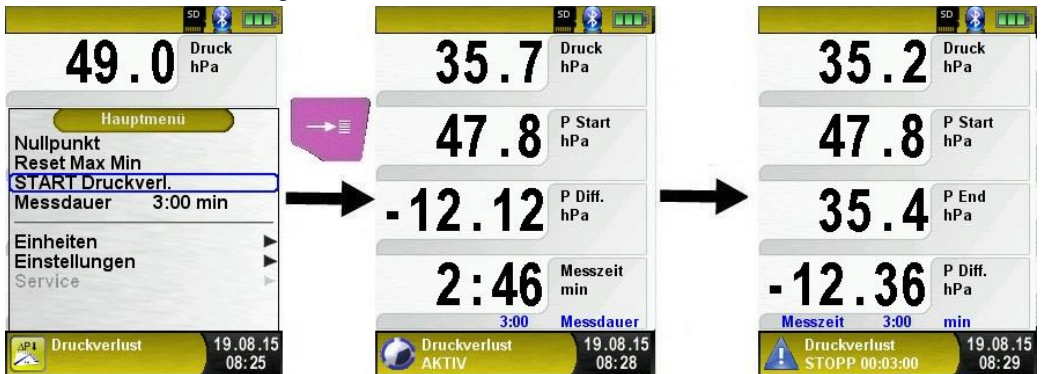 SD
49.0 Druck
hPa
Hauptmenü
Nullpunkt
Reset Max Min
START Druckverl.
Messdauer 3:00 min
Einheiten
Einstellungen
Service
ΔP
Druckverlust
19.08.15
08:25
SD
35.7 Druck
hPa
47.8 P Start
hPa
-12.12 P Diff.
hPa
2:46 Messzeit
min
3:00 Messdauer
Druckverlust
AKTIV
19.08.15
08:28
SD
35.2 Druck
hPa
47.8 P Start
hPa
35.4 P End
hPa
-12.36 P Diff.
hPa
Messzeit 3:00 min
Druckverlust
STOPP 00:03:00
19.08.15
08:29